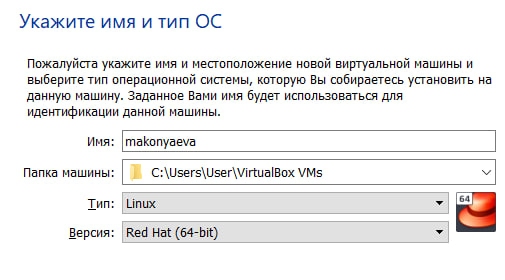 Укажите имя и тип ОС
Пожалуйста укажите имя и местоположение новой виртуальной машины и
выберите тип операционной системы, которую Вы собираетесь установить на
данную машину. Заданное Вами имя будет использоваться для
идентификации данной машины.
Имя: makonyaeva
Папка машины: C:\Users\User\VirtualBox VMs
Тип: Linux
64
Версия: Red Hat (64-bit)